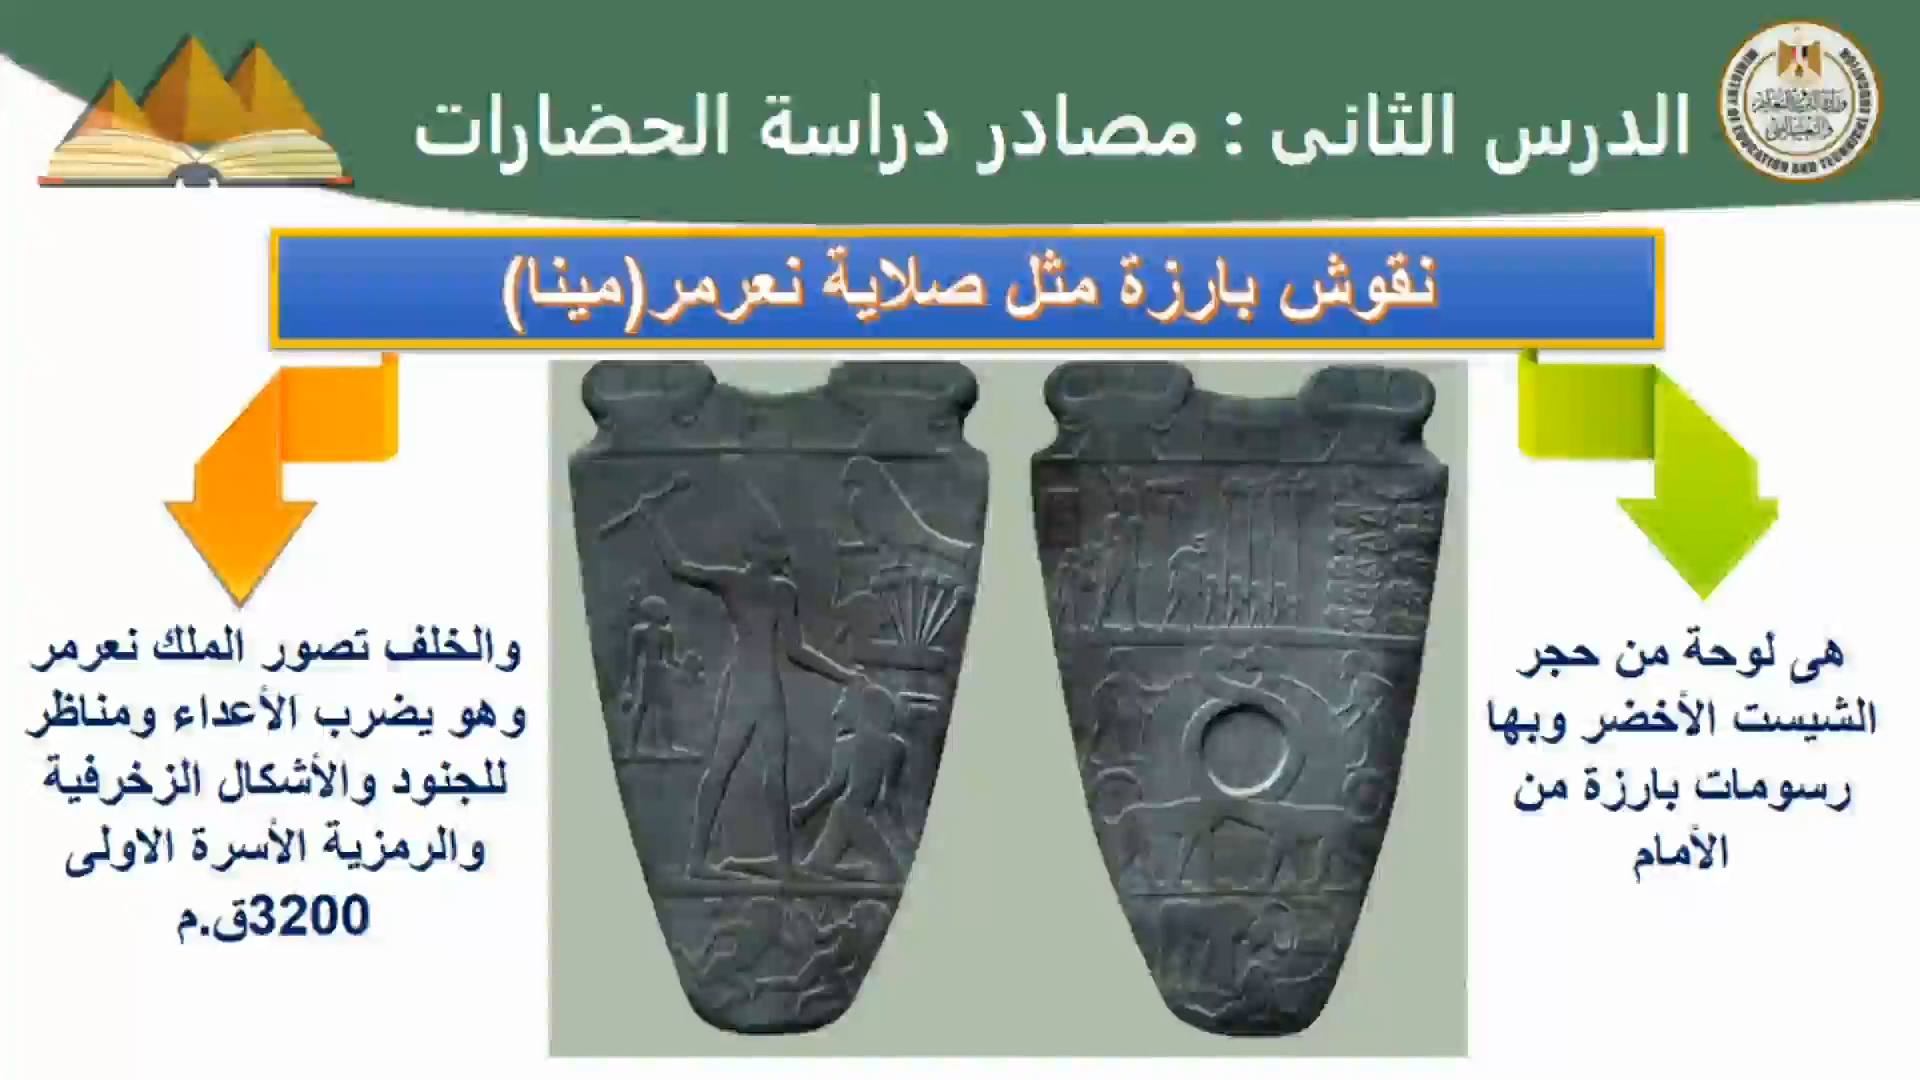 الدرس الثانى : مصادر دراسة الحضارات
نقوش بارزة مثل صلاية نعرمر(مينا)
هى لوحة من حجر
الشيست الأخضر وبها
رسومات بارزة من
الأمام
والخلف تصور الملك نعرمر
وهو يضرب الأعداء ومناظر
للجنود والأشكال الزخرفية
والرمزية الأسرة الاولى
3200ق.م